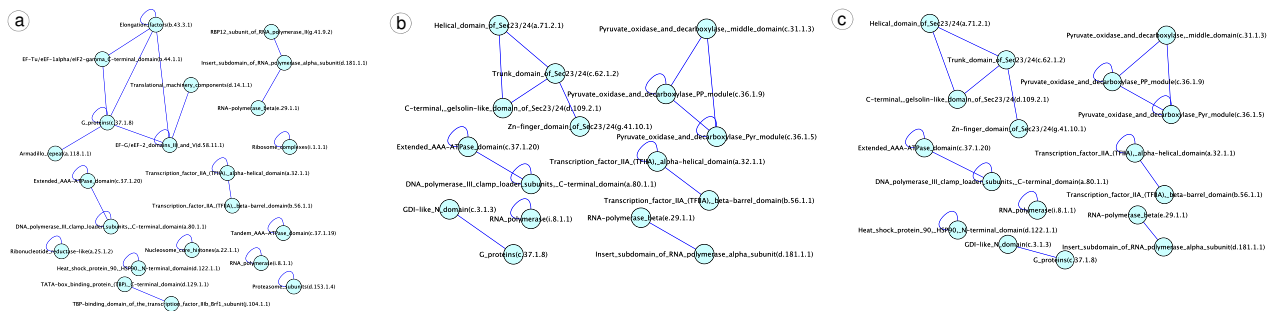 a
Elongation_factors(b.43.3.1)
RBP12_subunit_of_RNA_polymerase_II(g.41.9.2)
EF-Tu/eEF-1alpha/eIF2-gamma_C-terminal_domain(b.44.1.1)
Insert_subdomain_of_RNA_polymerase_alpha_subunit(d.181.1.1)
Translational_machinery_components(d.14.1.1)
RNA-polymerase_beta(e.29.1.1)
G_proteins(c.37.1.8)
EF-G/eEF-2_domains_III_and_V(d.58.11.1)
Ribosome_complexes(i.1.1.1)
Armadillo_repeat(a.118.1.1)
Transcription_factor_IIA_(TFIIA),_alpha-helical_domain(a.32.1.1)
Extended_AAA-ATPase_domain(c.37.1.20)
Transcription_factor_IIA_(TFIIA),_beta-barrel_domain(b.56.1.1)
DNA_polymerase_III_clamp_loader_subunits,_C-terminal_domain(a.80.1.1)
Tandem_AAA-ATPase_domain(c.37.1.19)
Ribonucleotide_reductase-like(a.25.1.2)
Nucleosome_core_histones(a.22.1.1)
RNA_polymerase(i.8.1.1)
Heat_shock_protein_90,_HSP90,_N-terminal_domain(d.122.1.1)
TATA-box_binding_protein_(TBP),_C-terminal_domain(d.129.1.1)
Proteasome_subunits(d.153.1.4)
TBP-binding_domain_of_the_transcription_factor_IIIb_Brf1_subunit(j.104.1.1)
b
Helical_domain_of_Sec23/24(a.71.2.1)
Pyruvate_oxidase_and_decarboxylase,_middle_domain(c.31.1.3)
Trunk_domain_of_Sec23/24(c.62.1.2)
Pyruvate_oxidase_and_decarboxylase_PP_module(c.36.1.9)
C-terminal,_gelsolin-like_domain_of_Sec23/24(d.109.2.1)
Zn-finger_domain_of_Sec23/24(g.41.10.1)
Pyruvate_oxidase_and_decarboxylase_Pyr_module(c.36.1.5)
Extended_AAA-ATPase_domain(c.37.1.20)
Transcription_factor_IIA_(TFIIA),_alpha-helical_domain(a.32.1.1)
DNA_polymerase_III_clamp_loader_subunits,_C-terminal_domain(a.80.1.1)
Transcription_factor_IIA_(TFIIA),_beta-barrel_domain(b.56.1.1)
GDI-like_N_domain(c.3.1.3)
RNA_polymerase(i.8.1.1)
RNA-polymerase_beta(e.29.1.1)
G_proteins(c.37.1.8)
Insert_subdomain_of_RNA_polymerase_alpha_subunit(d.181.1.1)
c
Helical_domain_of_Sec23/24(a.71.2.1)
Pyruvate_oxidase_and_decarboxylase,_middle_domain(c.31.1.3)
Trunk_domain_of_Sec23/24(c.62.1.2)
Pyruvate_oxidase_and_decarboxylase_PP_module(c.36.1.9)
C-terminal,_gelsolin-like_domain_of_Sec23/24(d.109.2.1)
Pyruvate_oxidase_and_decarboxylase_Pyr_module(c.36.1.5)
Zn-finger_domain_of_Sec23/24(g.41.10.1)
Extended_AAA-ATPase_domain(c.37.1.20)
Transcription_factor_IIA_(TFIIA),_alpha-helical_domain(a.32.1.1)
DNA_polymerase_III_clamp_loader_subunits,_C-terminal_domain(a.80.1.1)
Transcription_factor_IIA_(TFIIA),_beta-barrel_domain(b.56.1.1)
RNA_polymerase(i.8.1.1)
RNA-polymerase_beta(e.29.1.1)
Heat_shock_protein_90,_HSP90,_N-terminal_domain(d.122.1.1)
GDI-like_N_domain(c.3.1.3)
Insert_subdomain_of_RNA_polymerase_alpha_subunit(d.181.1.1)
G_proteins(c.37.1.8)